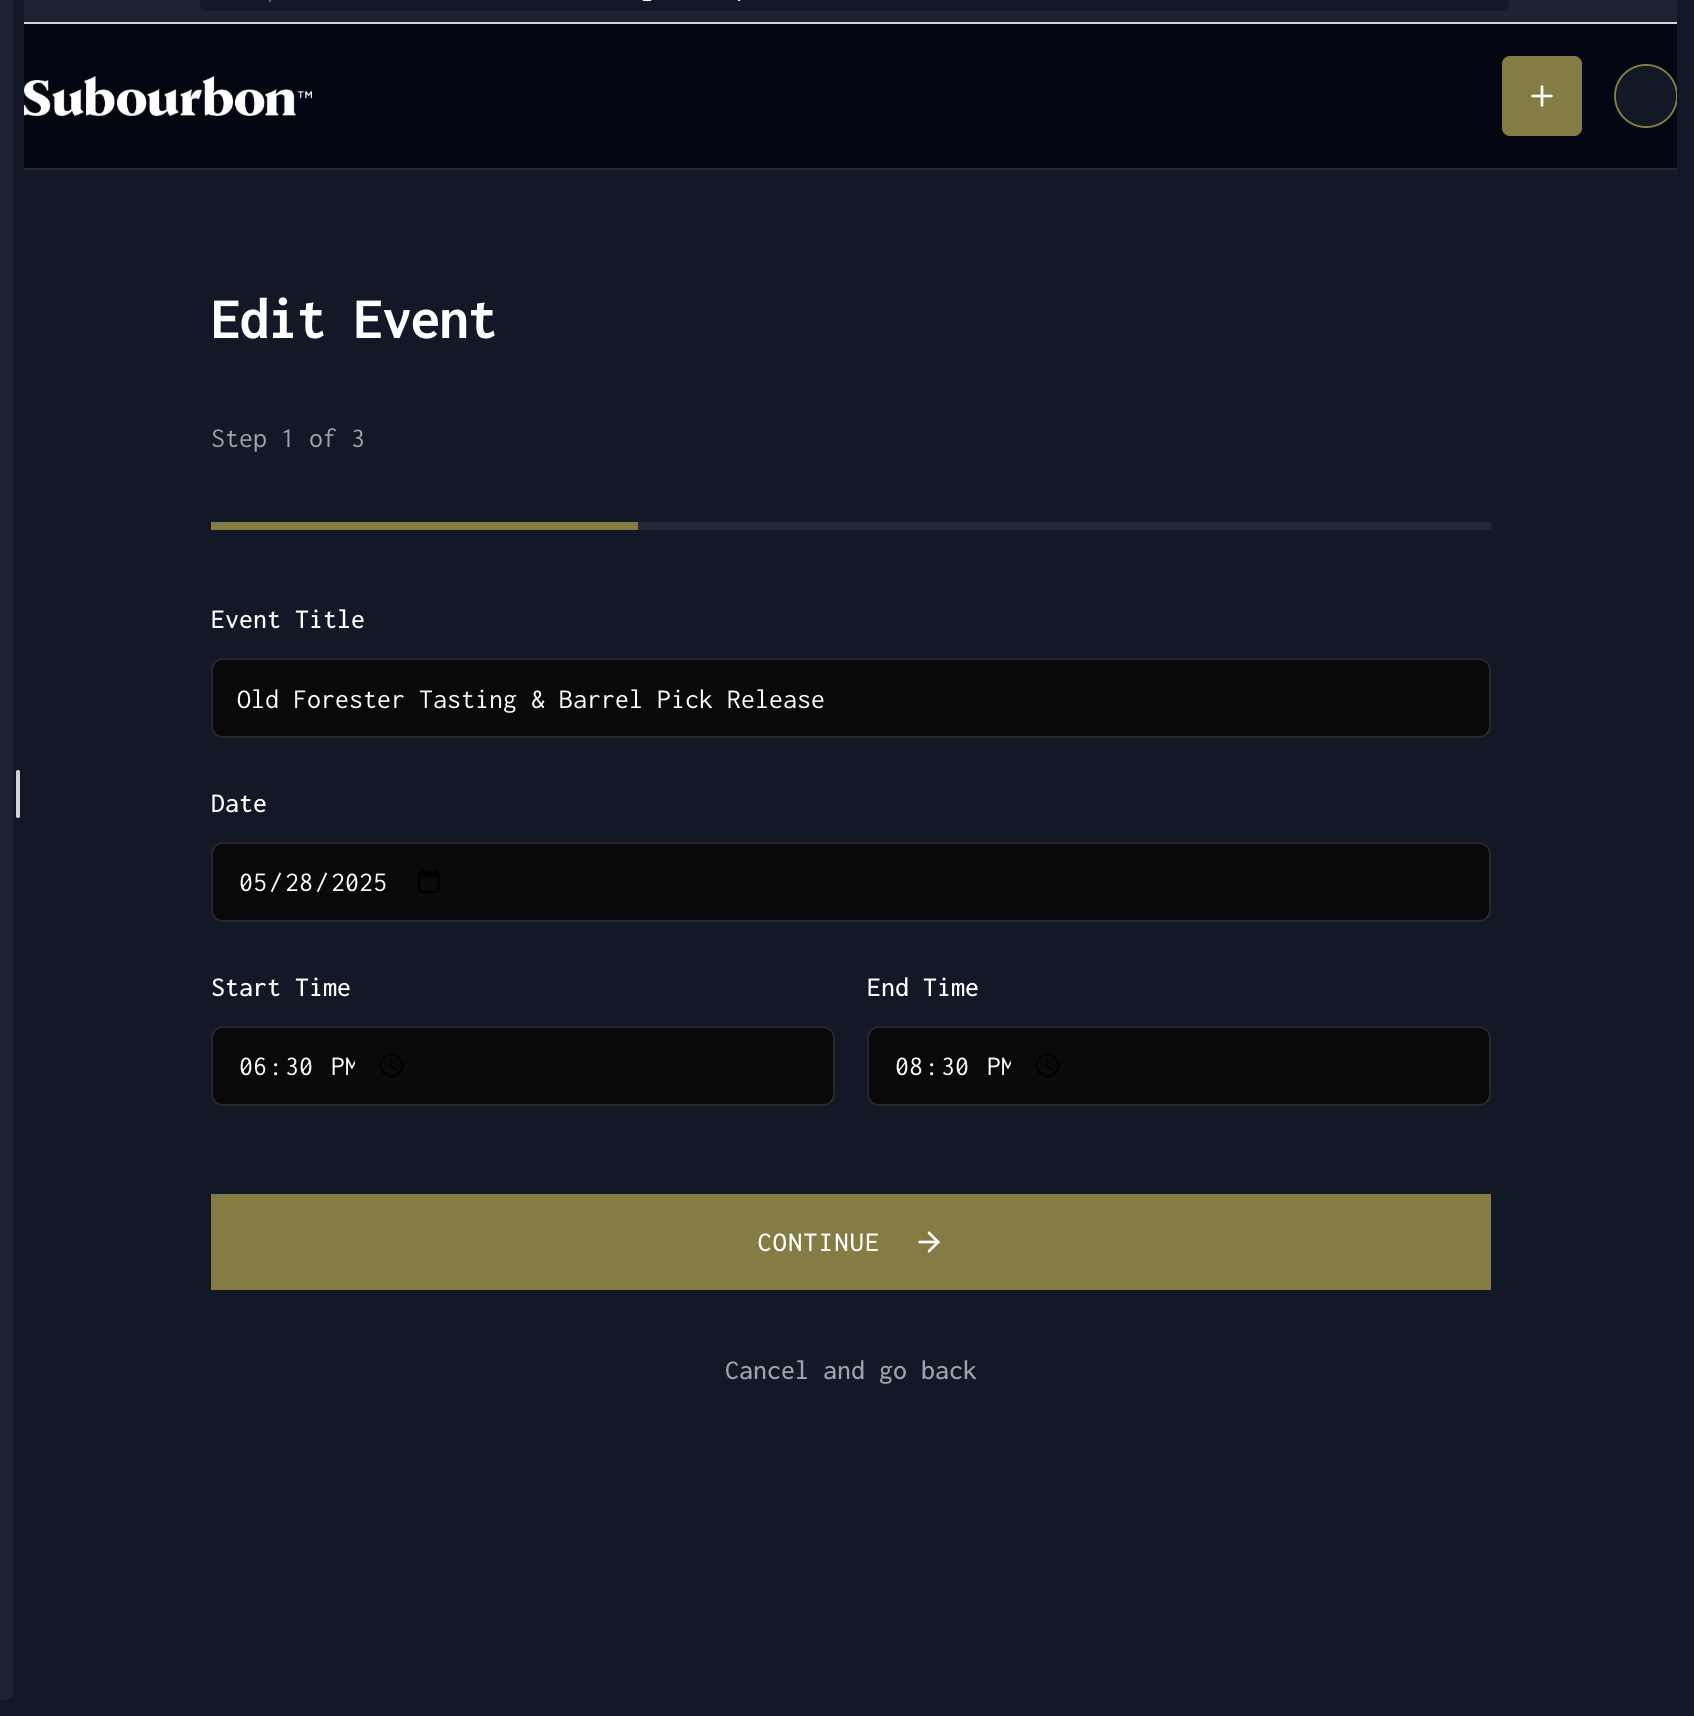 Subourbon™
Edit Event
Step 1 of 3
Event Title
Old Forester Tasting & Barrel Pick Release
Date
05/28/2025
Start Time
End Time
06:30 PM
08:30 PM
CONTINUE
Cancel and go back